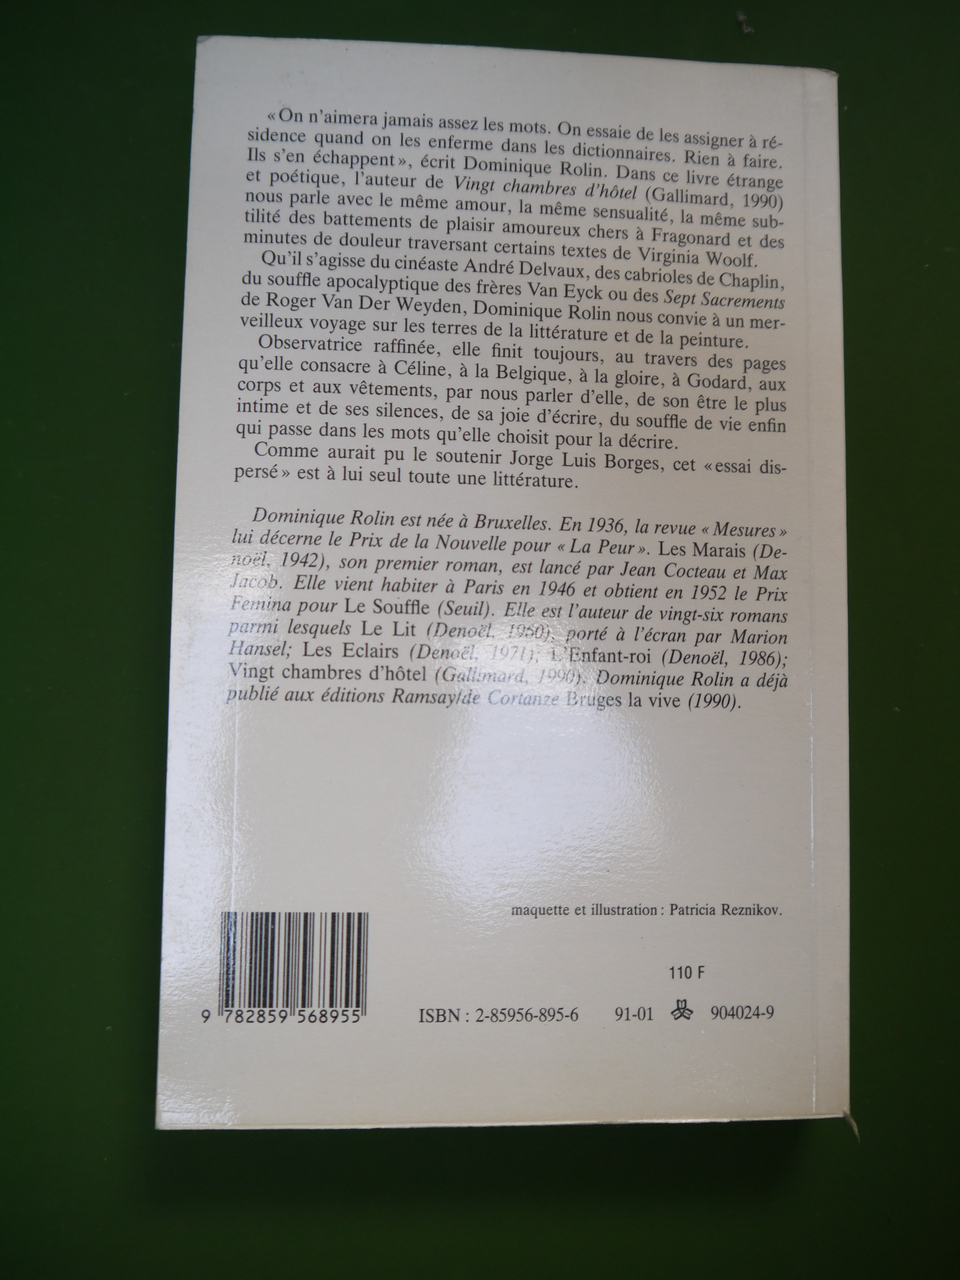 «On n'aimera jamais assez les mots. On essaie de les assigner à ré-
sidence quand on les enferme dans les dictionnaires. Rien à faire.
Ils s'en échappent», écrit Dominique Rolin. Dans ce livre étrange
et poétique, l'auteur de Vingt chambres d'hôtel (Gallimard, 1990)
nous parle avec le même amour, la même sensualité, la même sub-
tilité des battements de plaisir amoureux chers à Fragonard et des
minutes de douleur traversant certains textes de Virginia Woolf.
Qu'il s'agisse du cinéaste André Delvaux, des cabrioles de Chaplin,
du souffle apocalyptique des frères Van Eyck ou des Sept Sacrements
de Roger Van Der Weyden, Dominique Rolin nous convie à un mer-
veilleux voyage sur les terres de la littérature et de la peinture.
Observatrice raffinée, elle finit toujours, au travers des pages
qu'elle consacre à Céline, à la Belgique, à la gloire, à Godard, aux
corps et aux vêtements, par nous parler d'elle, de son être le plus
intime et de ses silences, de sa joie d'écrire, du souffle de vie enfin
qui passe dans les mots qu'elle choisit pour la décrire.
Comme aurait pu le soutenir Jorge Luis Borges, cet «essai dis-
persé» est à lui seul toute une littérature.
Dominique Rolin est née à Bruxelles. En 1936, la revue « Mesures »
lui décerne le Prix de la Nouvelle pour « La Peur ». Les Marais (De-
noël, 1942), son premier roman, est lancé par Jean Cocteau et Max
Jacob. Elle vient habiter à Paris en 1946 et obtient en 1952 le Prix
Femina pour Le Souffle (Seuil). Elle est l'auteur de vingt-six romans
parmi lesquels Le Lit (Denoël, 1960), porté à l'écran par Marion
Hansel; Les Eclairs (Denoël, 1971); L'Enfant-roi (Denoël, 1986);
Vingt chambres d'hôtel (Gallimard, 1990). Dominique Rolin a déjà
publié aux éditions Ramsay/de Cortanze Bruges la vive (1990).
maquette et illustration : Patricia Reznikov.
110 F
9 782859 568955
ISBN : 2-85956-895-6 91-01 904024-9